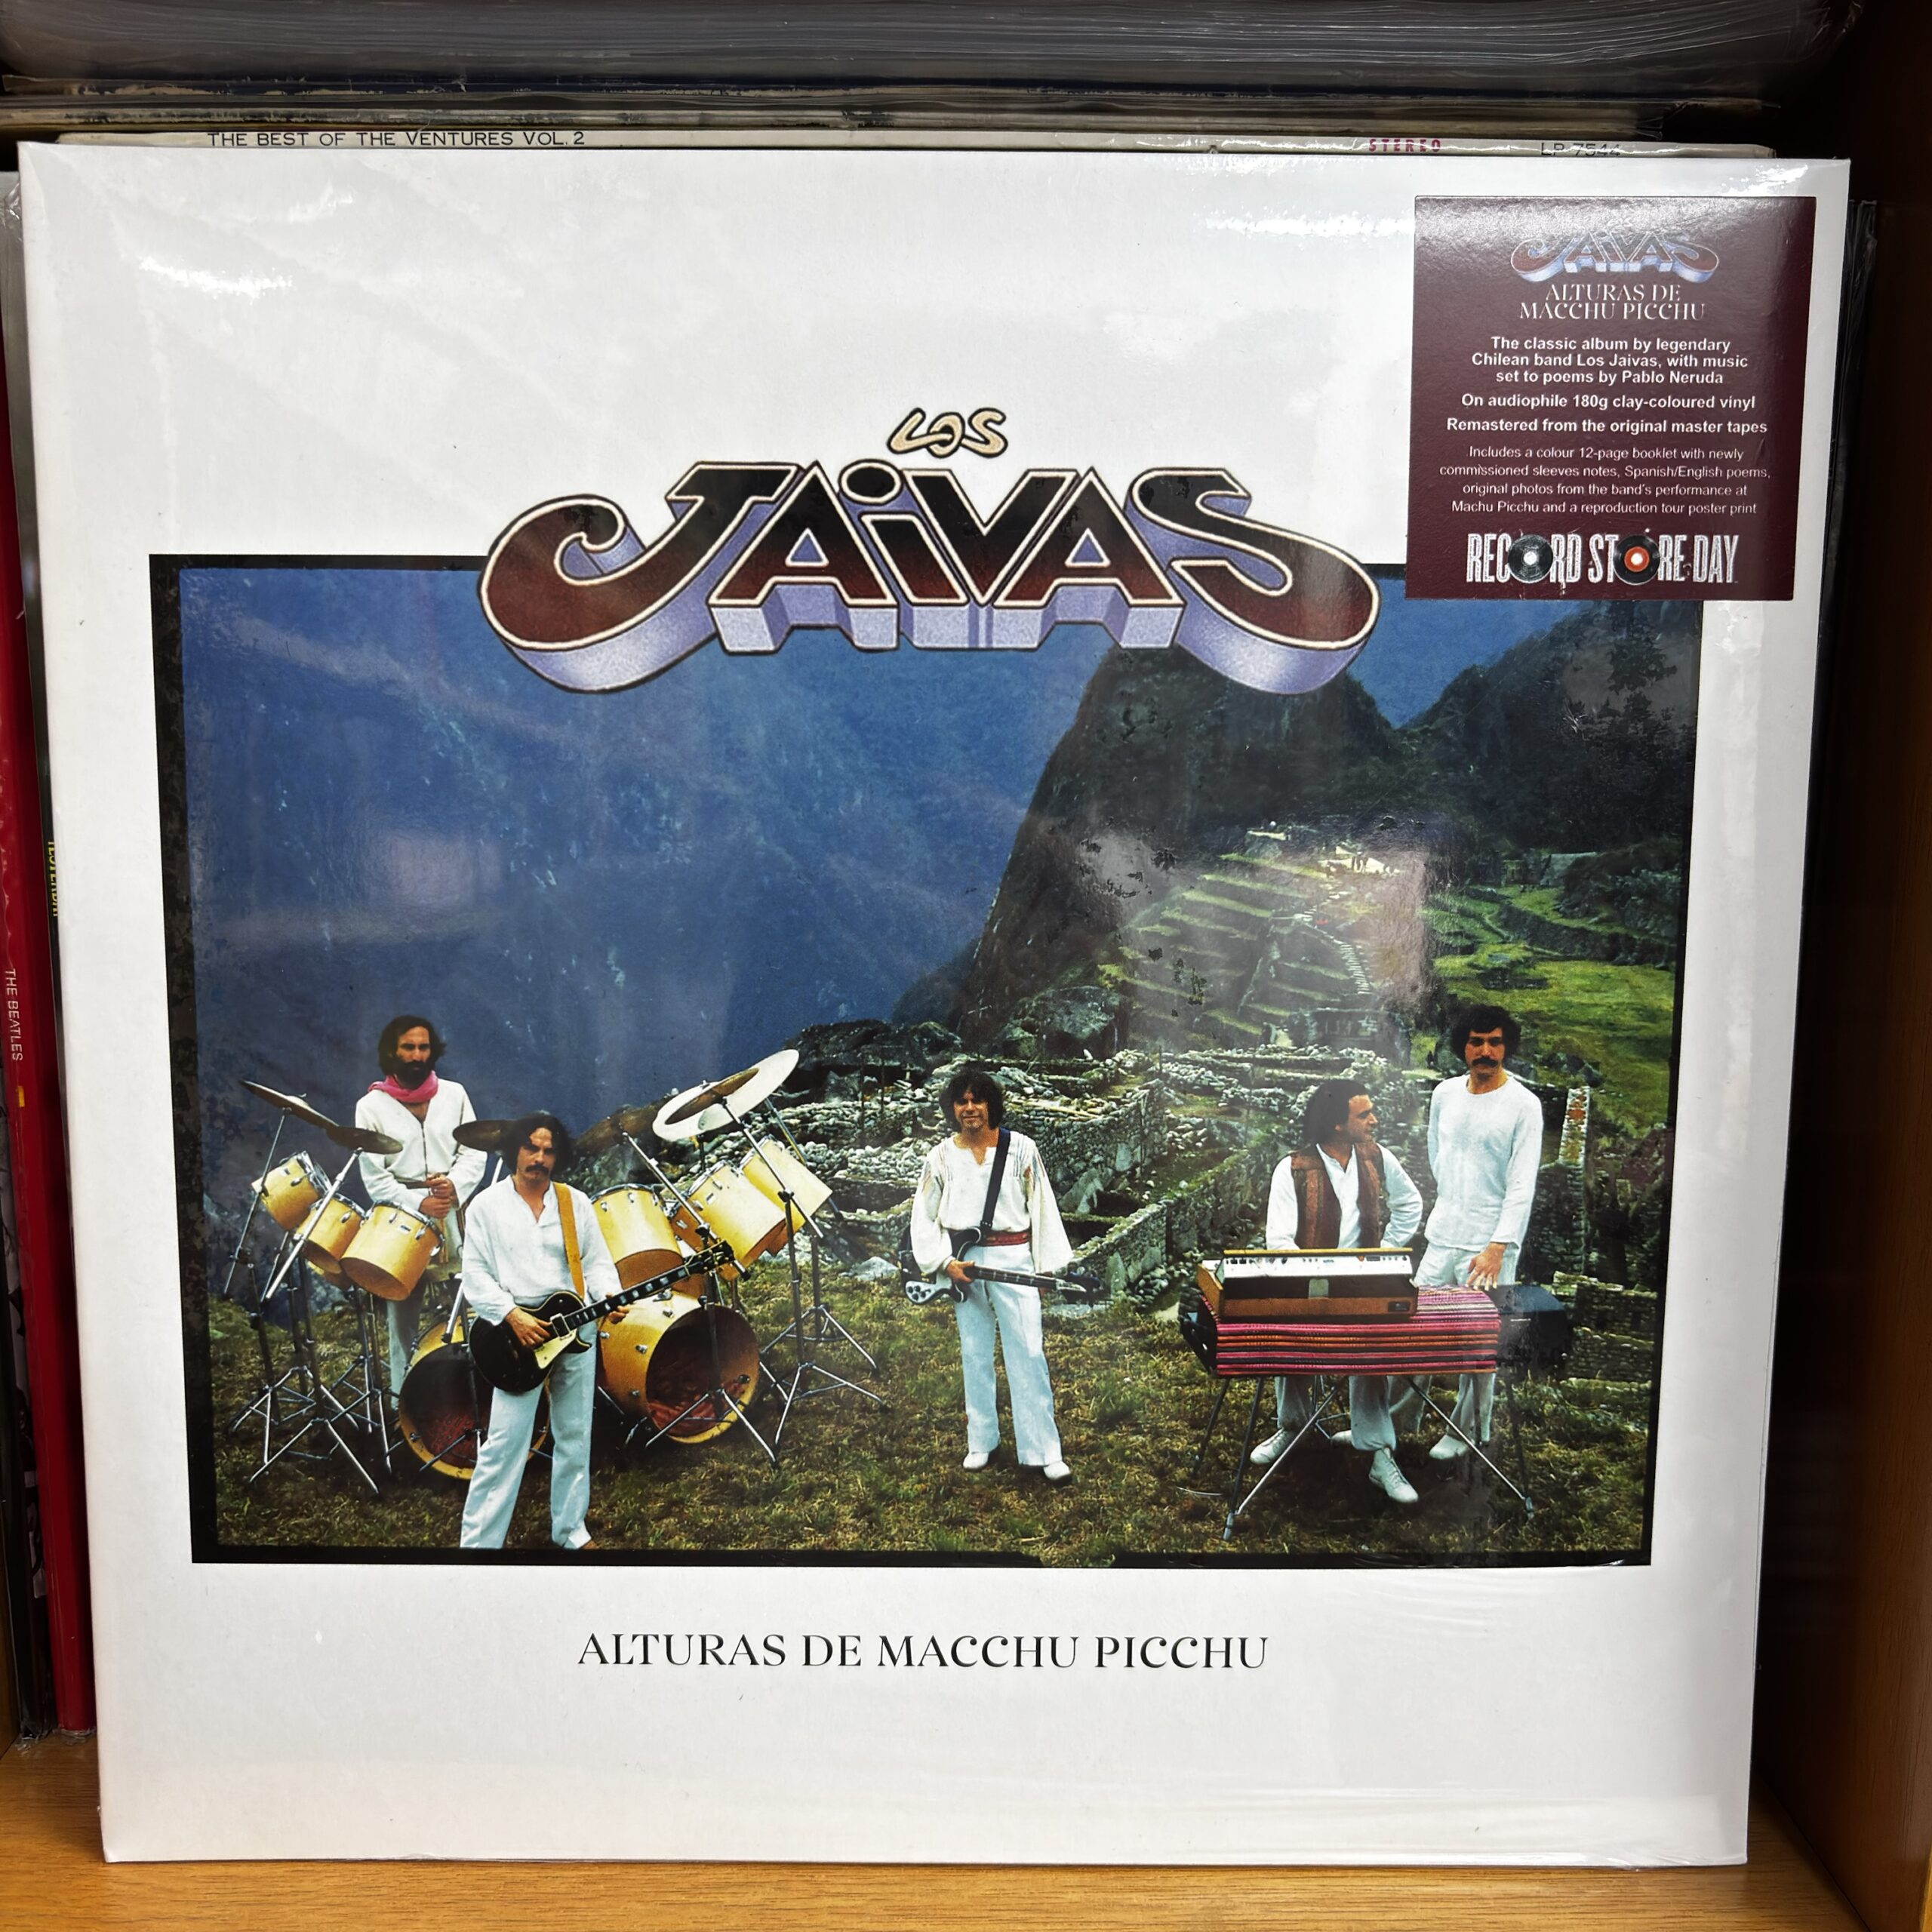 THE BEST OF THE VENTURES VOL. 2
STEREO
LP 7544
JAIVAS
ALTURAS DE
MACCHU PICCHU
The classic album by legendary
Chilean band Los Jaivas, with music
set to poems by Pablo Neruda
On audiophile 180g clay-coloured vinyl
Remastered from the original master tapes
Includes a colour 12-page booklet with newly
commissioned sleeves notes, Spanish/English poems,
original photos from the band's performance at
Machu Picchu and a reproduction tour poster print
RECORD STORE DAY
LOS
JAIVAS
THE BEATLES
ALTURAS DE MACCHU PICCHU